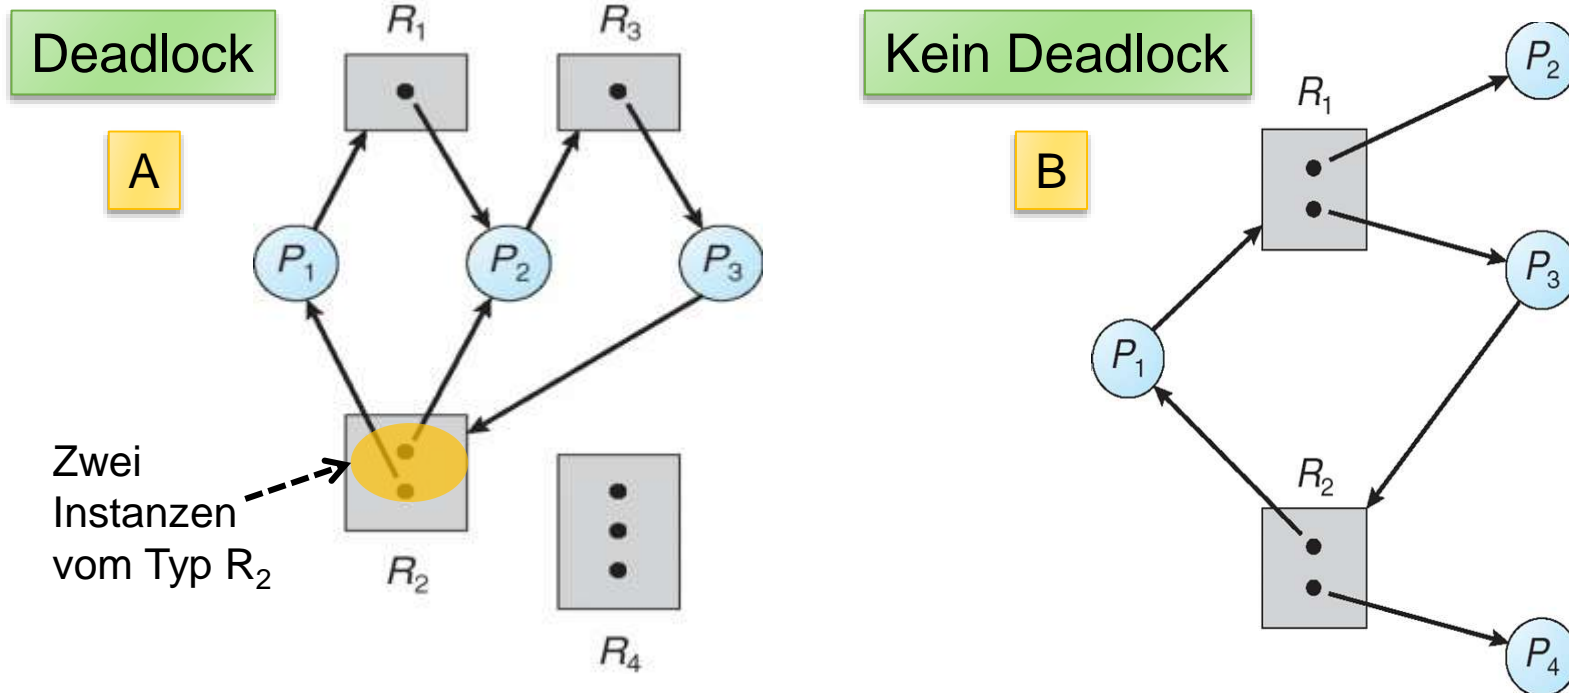 Deadlock
A
R₁
R₃
P₁
P₂
P₃
Zwei
Instanzen
vom Typ R₂
R₂
R₄
Kein Deadlock
B
R₁
P₂
P₃
P₁
R₂
P₄